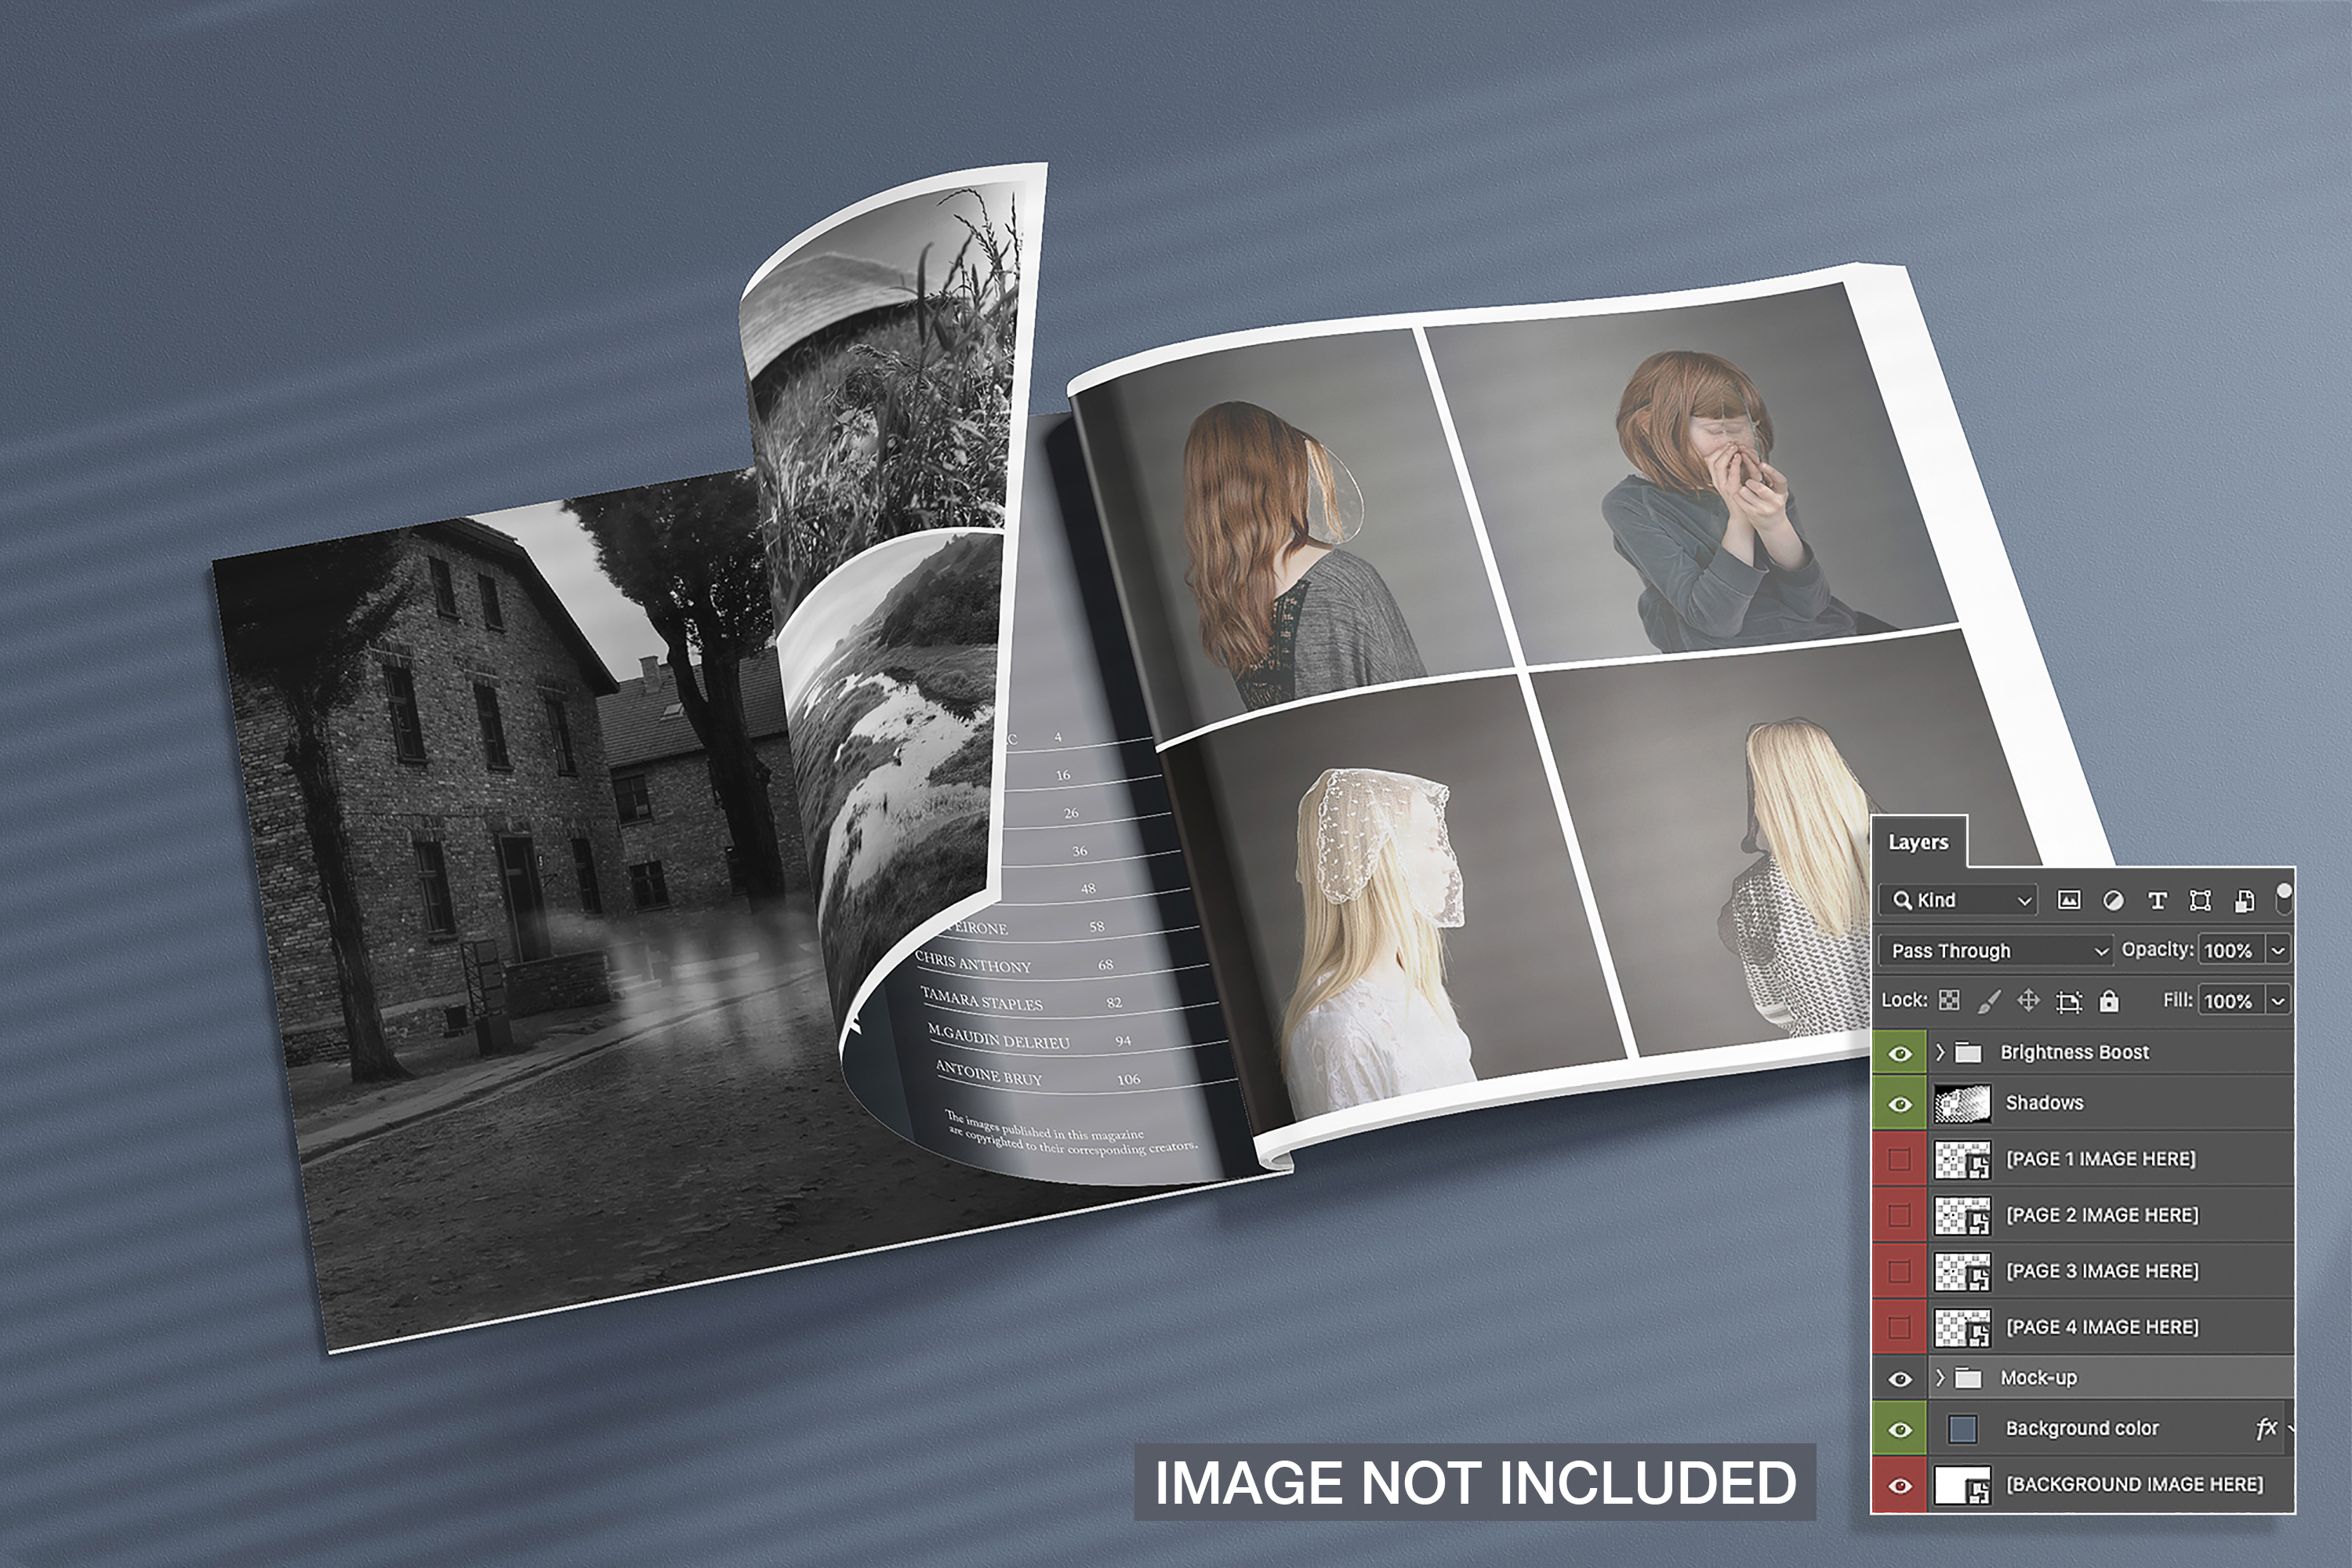 4
16
26
36
48
58
CHRIS ANTHONY 68
TAMARA STAPLES 82
M.GAUDIN DELRIEU 94
ANTOINE BRUY 106
The images published in this magazine
are copyrighted to their corresponding creators.
Layers
Kind
Pass Through Opacity: 100%
Lock: Fill: 100%
Brightness Boost
Shadows
[PAGE 1 IMAGE HERE]
[PAGE 2 IMAGE HERE]
[PAGE 3 IMAGE HERE]
[PAGE 4 IMAGE HERE]
Mock-up
Background color fx
[BACKGROUND IMAGE HERE]
IMAGE NOT INCLUDED